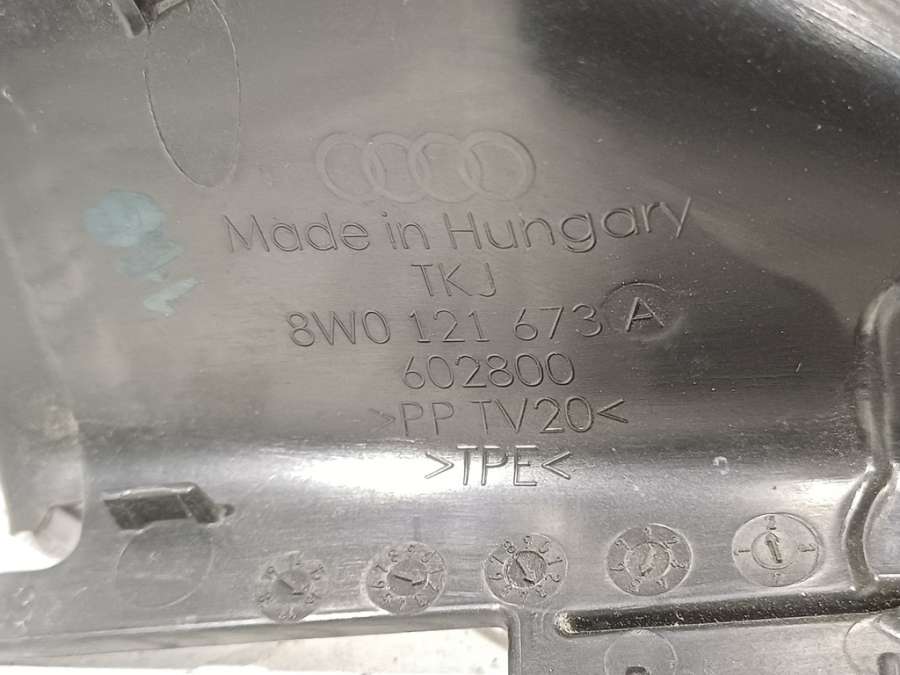 Made in Hungary
TKJ
8W0 121 673 A
602800
>PP TV20<
>TPE<